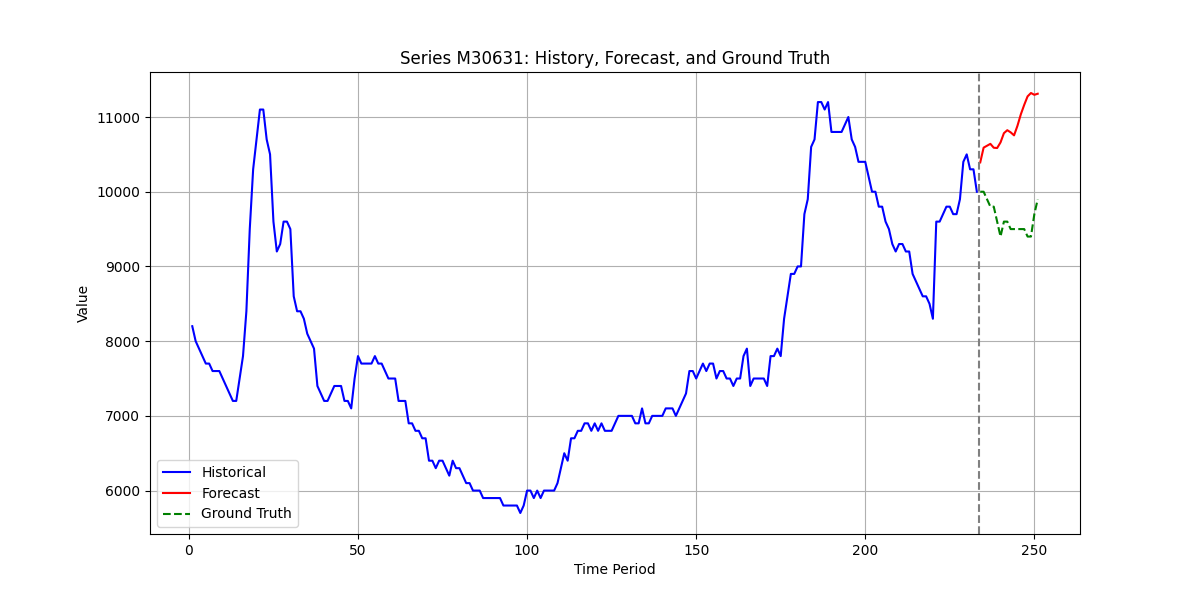 Series M30631: History, Forecast, and Ground Truth
11000
10000
9000
8000
7000
6000
Value
Historical
Forecast
Ground Truth
0 50 100 150 200 250
Time Period